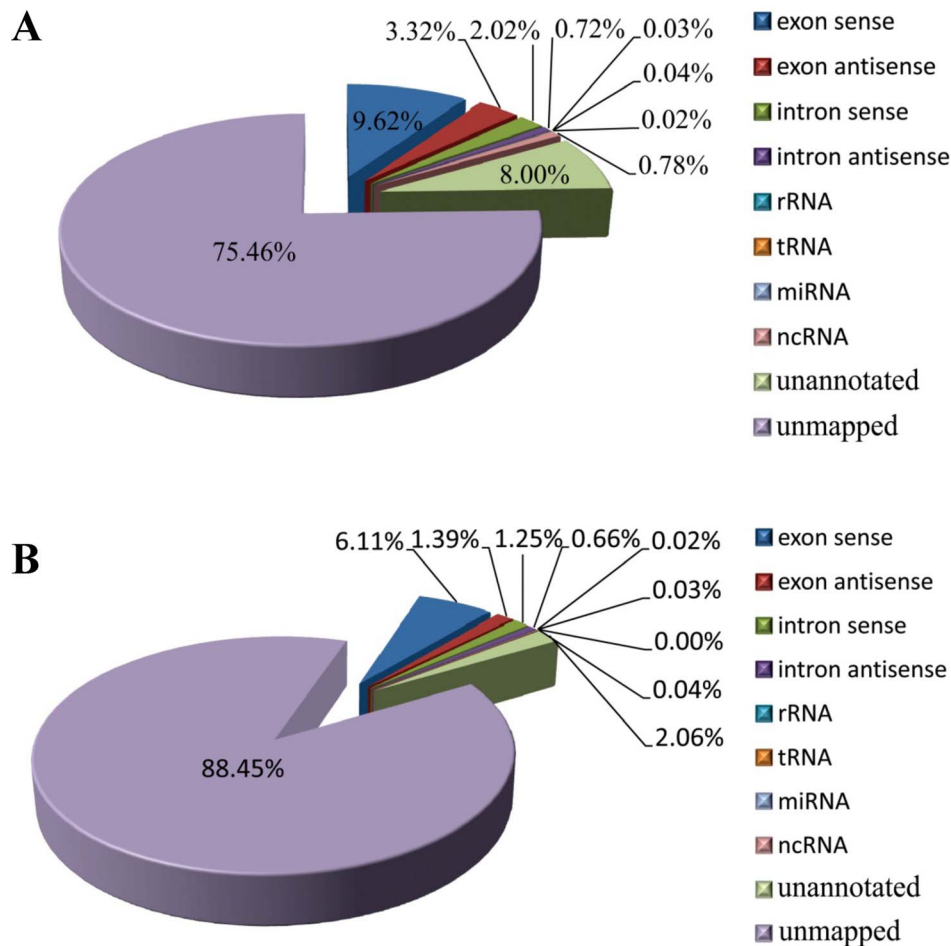 A
3.32% 2.02% 0.72% 0.03%
0.04%
0.02%
0.78%
9.62%
8.00%
75.46%
exon sense
exon antisense
intron sense
intron antisense
rRNA
tRNA
miRNA
ncRNA
unannotated
unmapped
B
6.11% 1.39% 1.25% 0.66% 0.02%
0.03%
0.00%
0.04%
2.06%
88.45%
exon sense
exon antisense
intron sense
intron antisense
rRNA
tRNA
miRNA
ncRNA
unannotated
unmapped